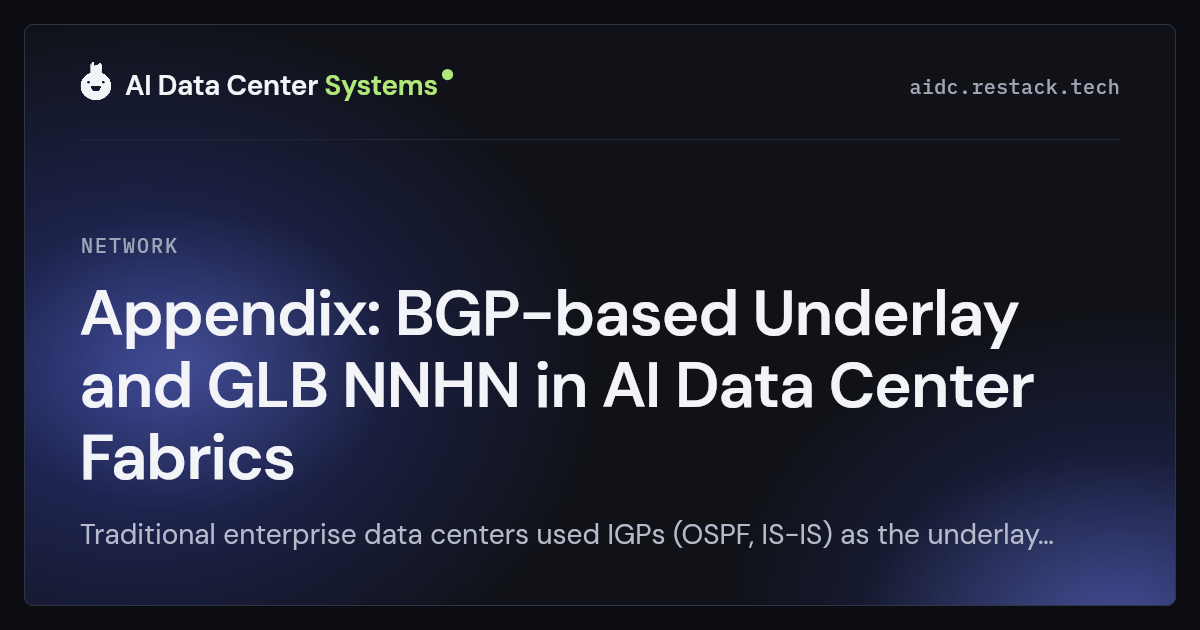 AI Data Center Systems
aidc.restack.tech
NETWORK
Appendix: BGP-based Underlay
and GLB NNHN in AI Data Center
Fabrics
Traditional enterprise data centers used IGPs (OSPF, IS-IS) as the underlay…